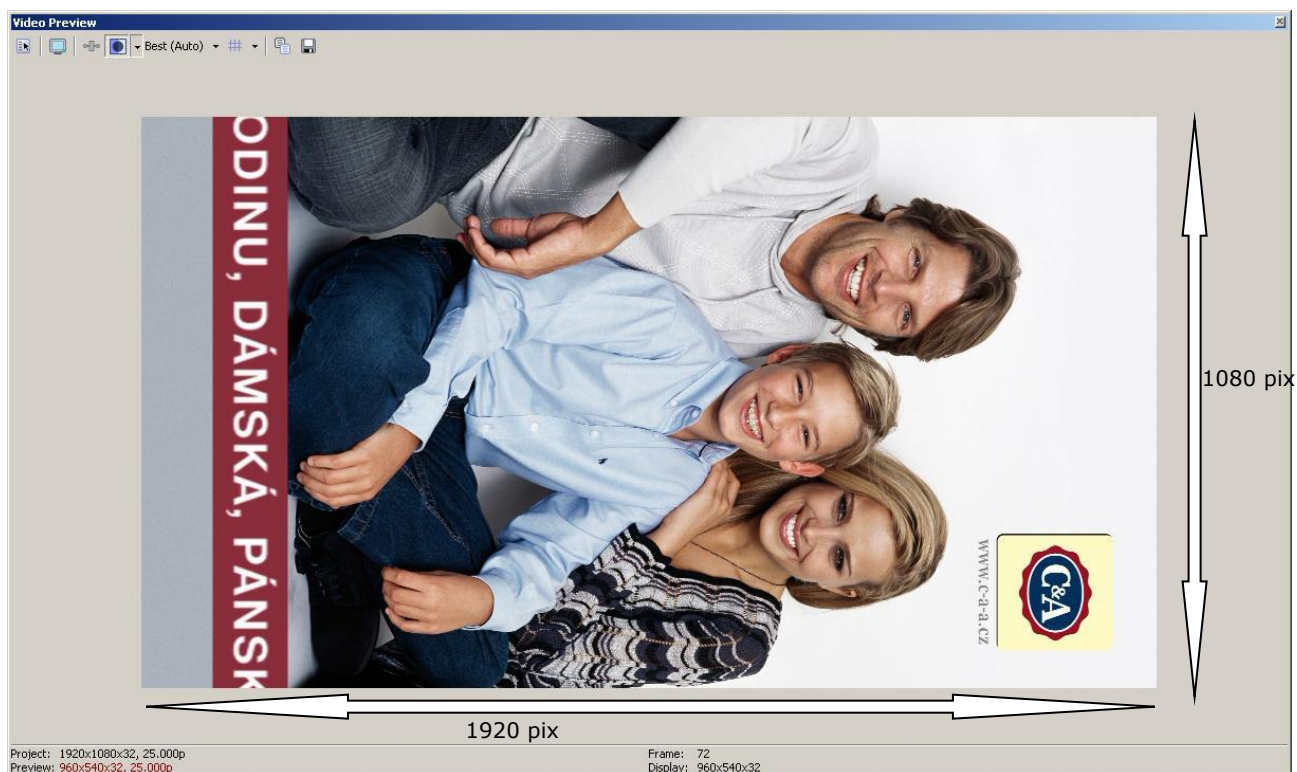 Video Preview
Best (Auto)
ODINU, DÁMSKÁ, PÁNSK
C&A
www.c-a-a.cz
1080 pix
1920 pix
Project: 1920x1080x32, 25.000p
Frame: 72
Preview: 960x540x32, 25.000p
Display: 960x540x32